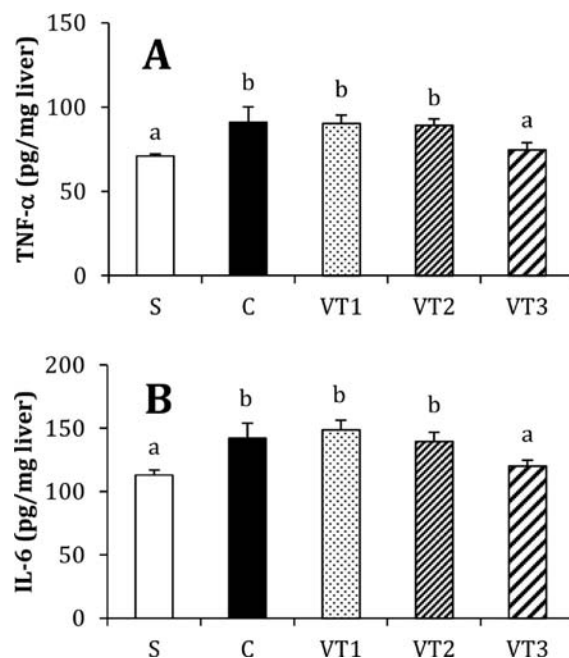 150
A
b
b
b
100
a
a
50
0
TNF-α (pg/mg liver)
S C VT1 VT2 VT3
200
B
b
b
b
150
a
a
100
50
0
IL-6 (pg/mg liver)
S C VT1 VT2 VT3